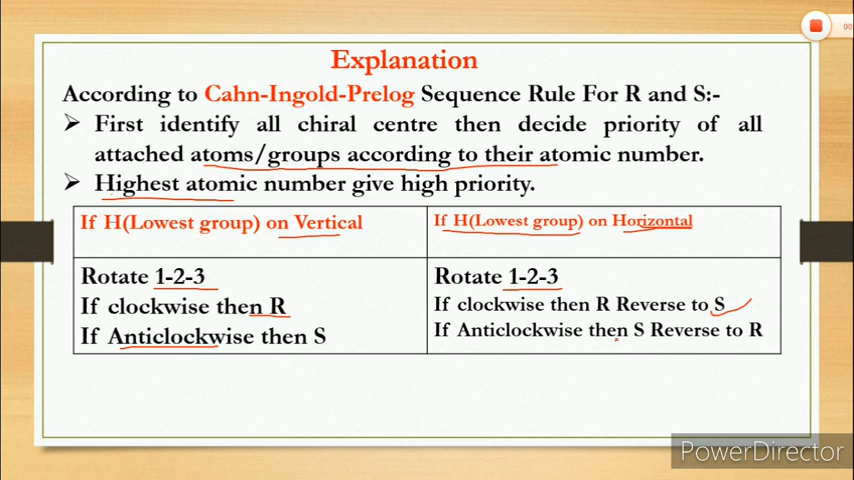 00
Explanation
According to Cahn-Ingold-Prelog Sequence Rule For R and S:-
➢ First identify all chiral centre then decide priority of all
attached atoms/groups according to their atomic number.
➢ Highest atomic number give high priority.
If H(Lowest group) on Vertical
If H(Lowest group) on Horizontal
Rotate 1-2-3
If clockwise then R
If Anticlockwise then S
Rotate 1-2-3
If clockwise then R Reverse to S
If Anticlockwise then S Reverse to R
PowerDirector